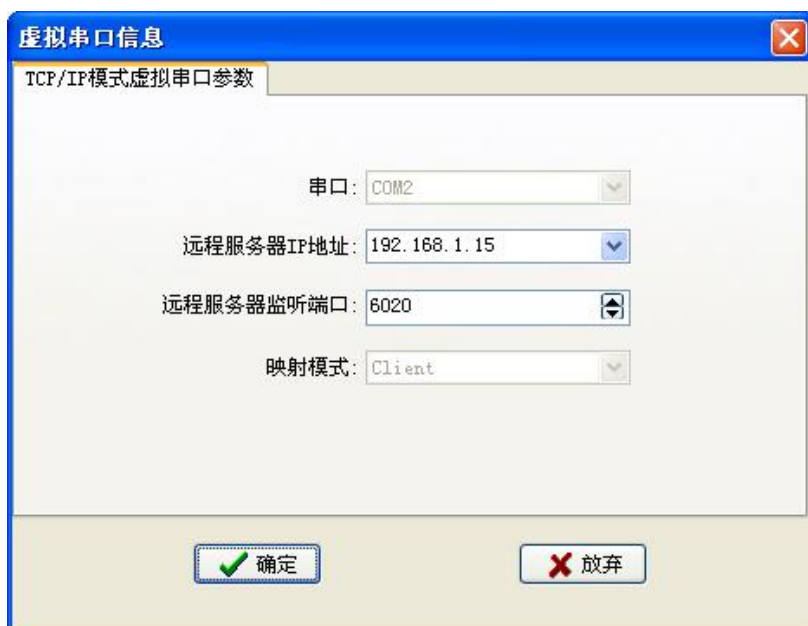 虚拟串口信息
TCP/IP模式虚拟串口参数
串口: COM2
远程服务器IP地址: 192.168.1.15
远程服务器监听端口: 6020
映射模式: Client
确定 放弃